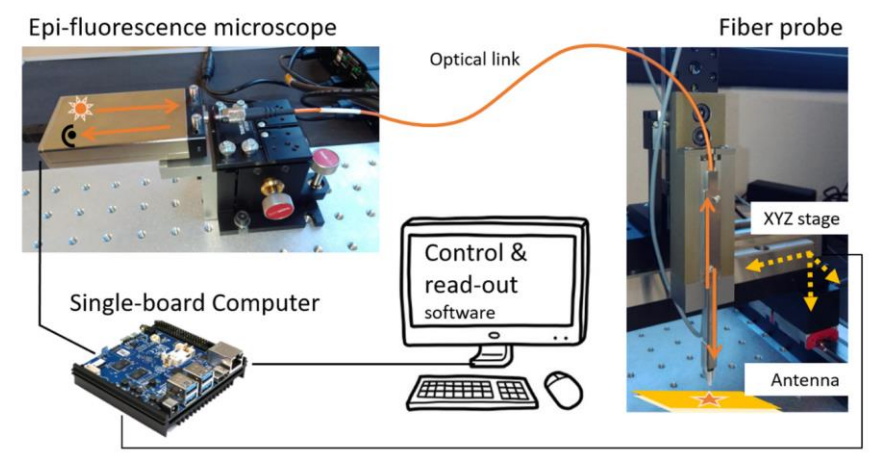 Epi-fluorescence microscope
Fiber probe
Optical link
XYZ stage
Control &
read-out
software
Single-board Computer
Antenna